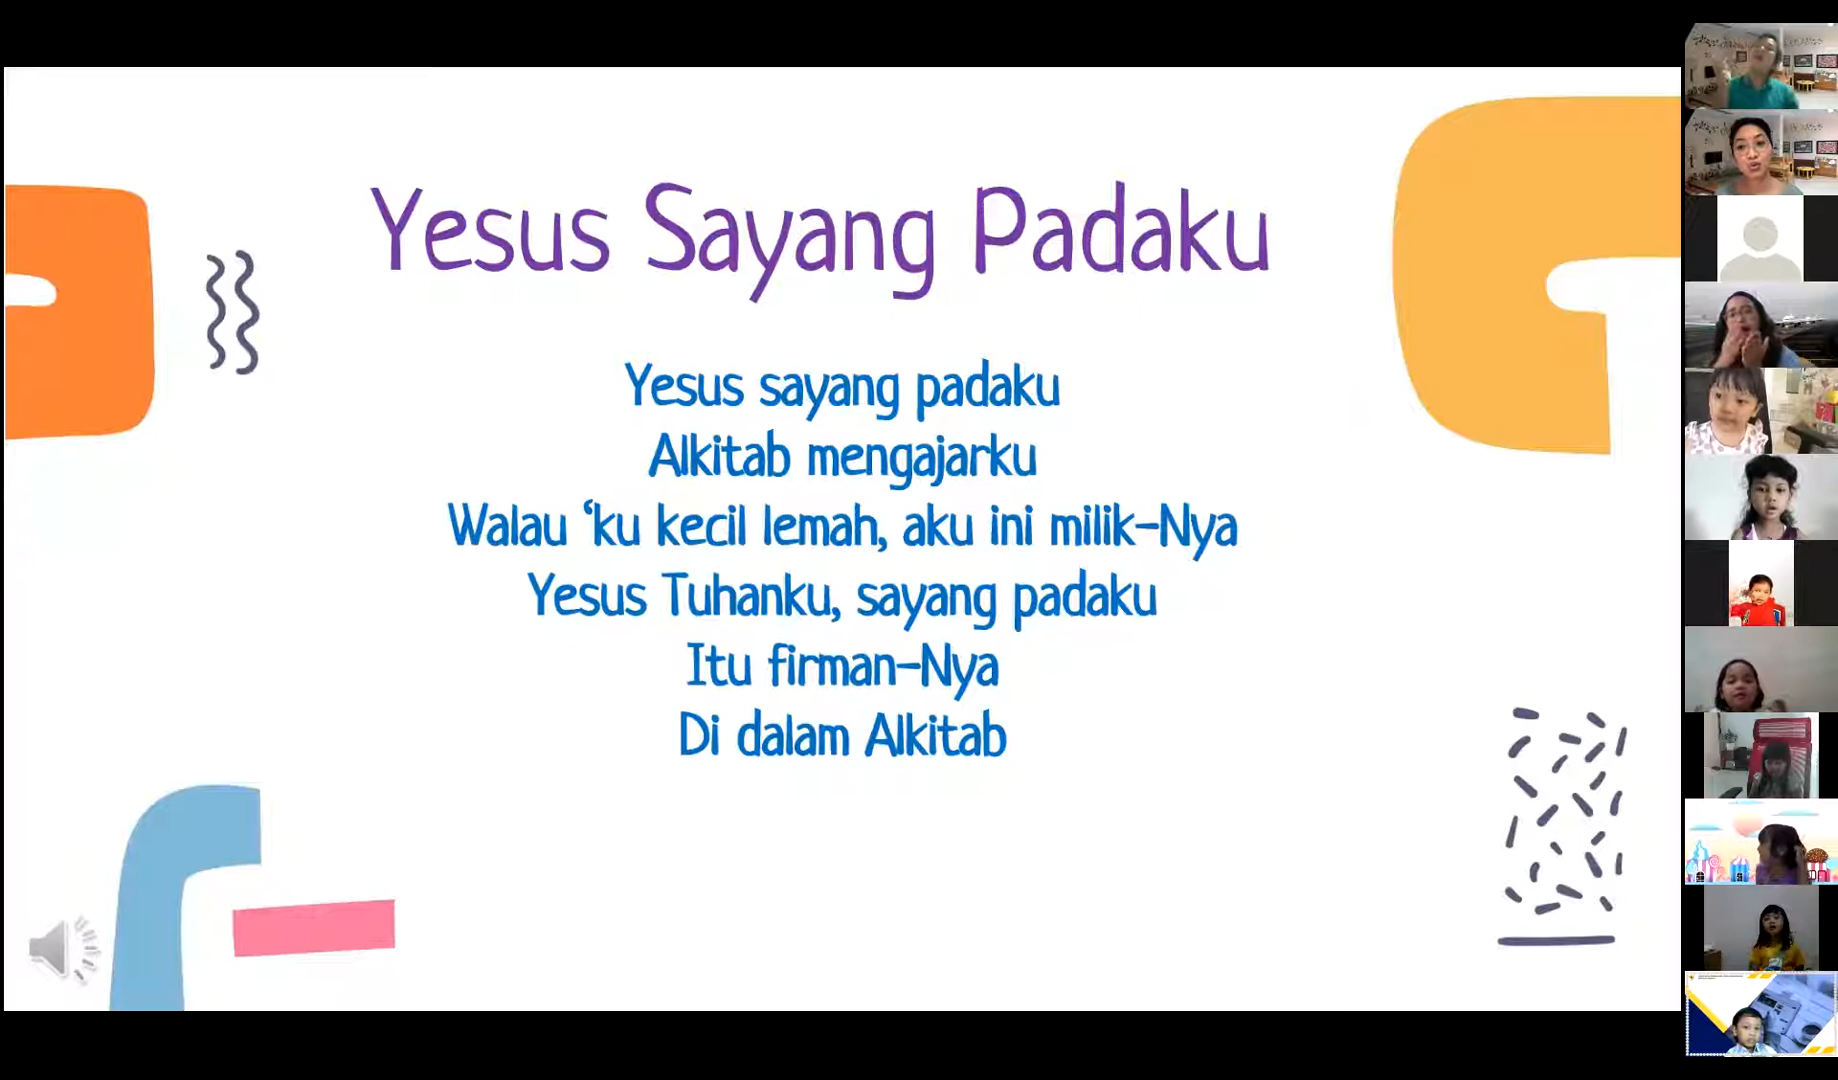 Yesus Sayang Padaku
Yesus sayang padaku
Alkitab mengajarku
Walau ‘ku kecil lemah, aku ini milik-Nya
Yesus Tuhanku, sayang padaku
Itu firman-Nya
Di dalam Alkitab